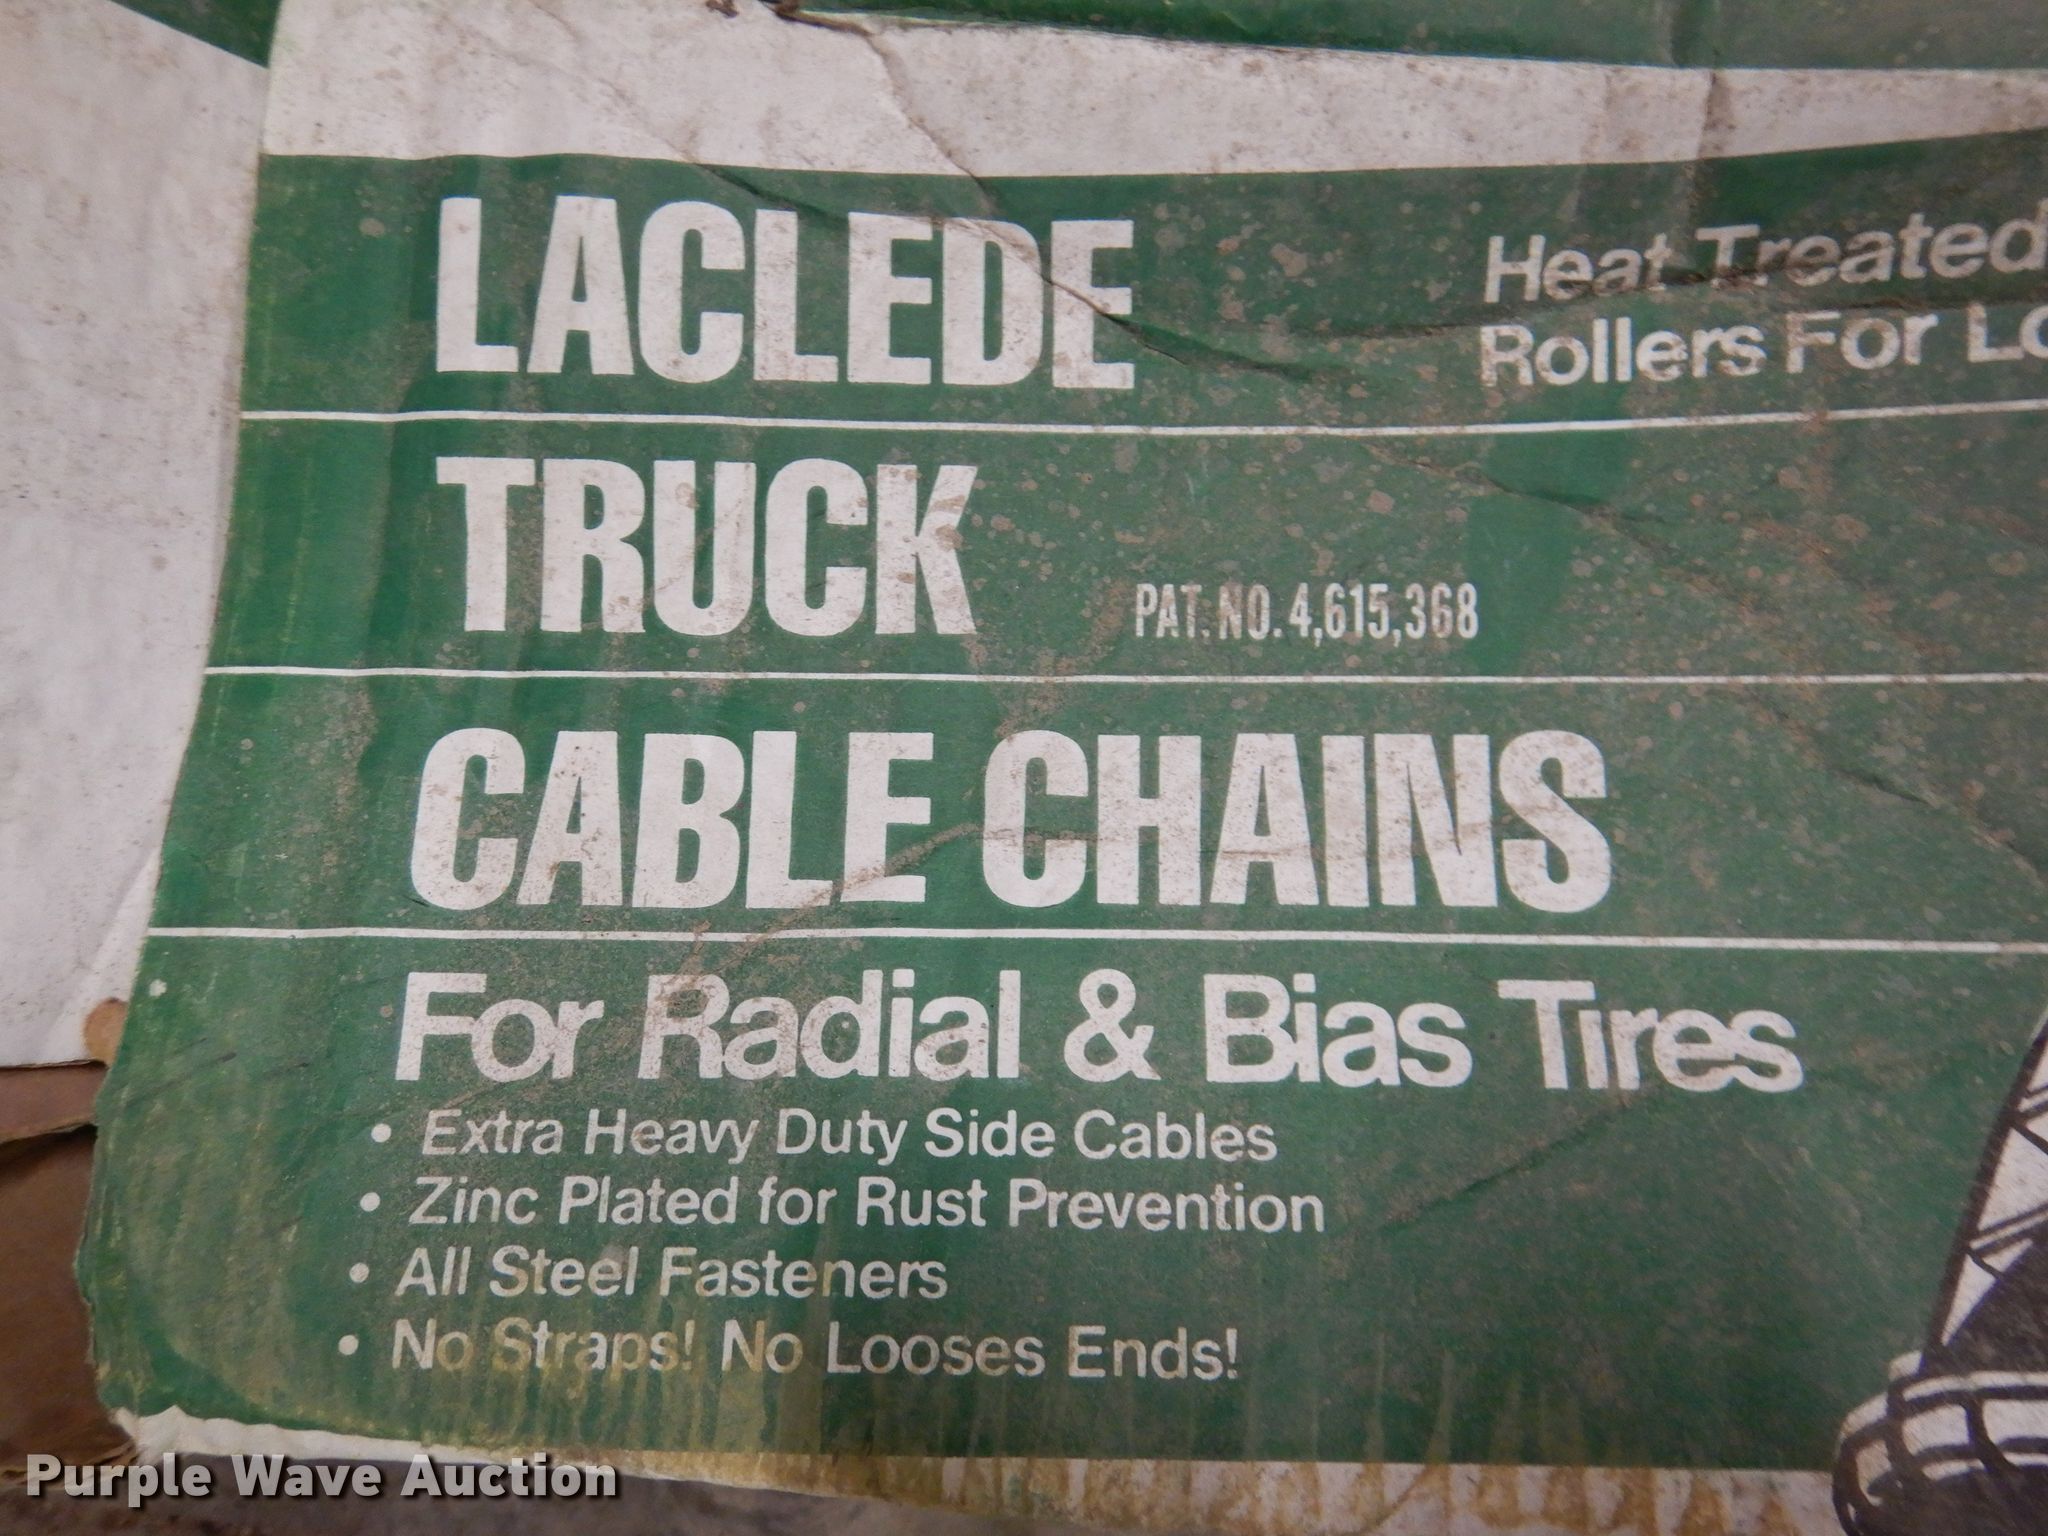 LACLEDE
Heat Treated
Rollers For
TRUCK
PAT. NO. 4,615,368
CABLE CHAINS
For Radial & Bias Tires
• Extra Heavy Duty Side Cables
• Zinc Plated for Rust Prevention
• All Steel Fasteners
• No Straps! No Looses Ends!
Purple Wave Auction